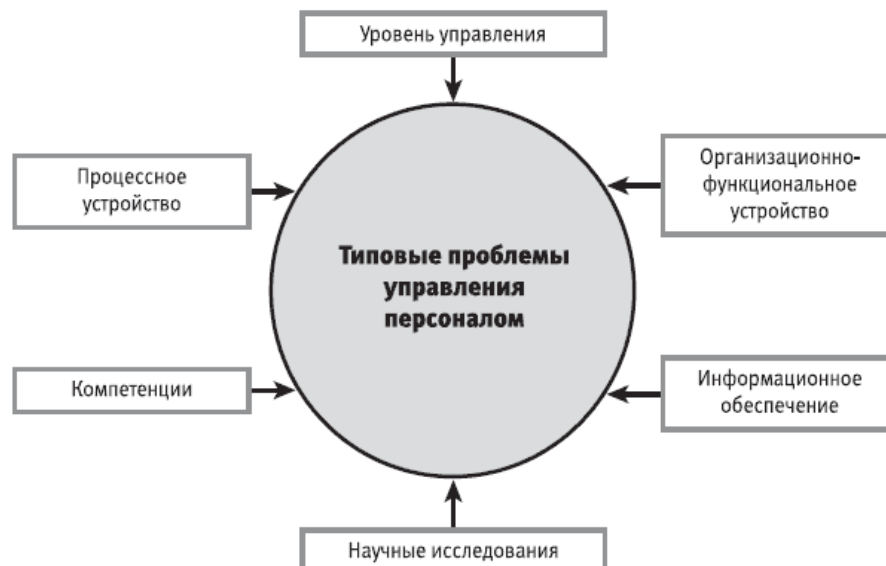 Уровень управления
Процессное
устройство
Организационно-
функциональное
устройство
Типовые проблемы
управления
персоналом
Компетенции
Информационное
обеспечение
Научные исследования